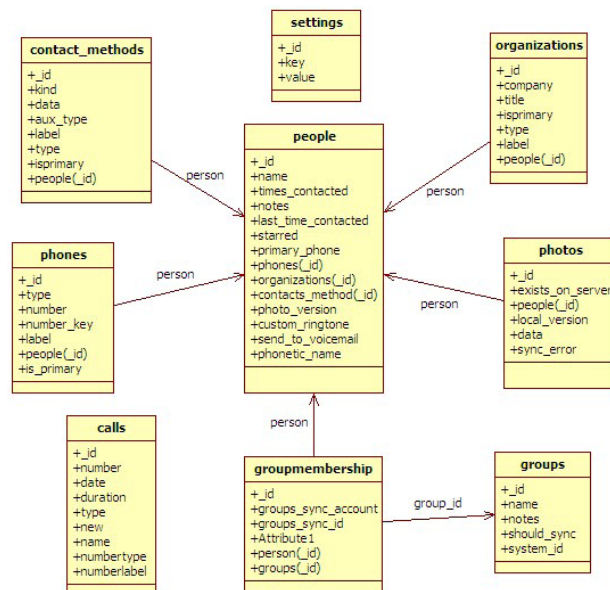 settings
+_id
+key
+value
contact_methods
+_id
+kind
+data
+aux_type
+label
+type
+isprimary
+people(_id)
organizations
+_id
+company
+title
+isprimary
+type
+label
+people(_id)
people
+_id
+name
+times_contacted
+notes
+last_time_contacted
+starred
+primary_phone
+phones(_id)
+organizations(_id)
+contacts_method(_id)
+photo_version
+custom_ringtone
+send_to_voicemail
+phonetic_name
person
person
phones
+_id
+type
+number
+number_key
+label
+people(_id)
+is_primary
person
photos
+_id
+exists_on_server
+people(_id)
+local_version
+data
+sync_error
person
person
calls
+_id
+number
+date
+duration
+type
+new
+name
+numbertype
+numberlabel
groupmembership
+_id
+groups_sync_account
+groups_sync_id
+Attribute1
+person(_id)
+groups(_id)
group_id
groups
+_id
+name
+notes
+should_sync
+system_id